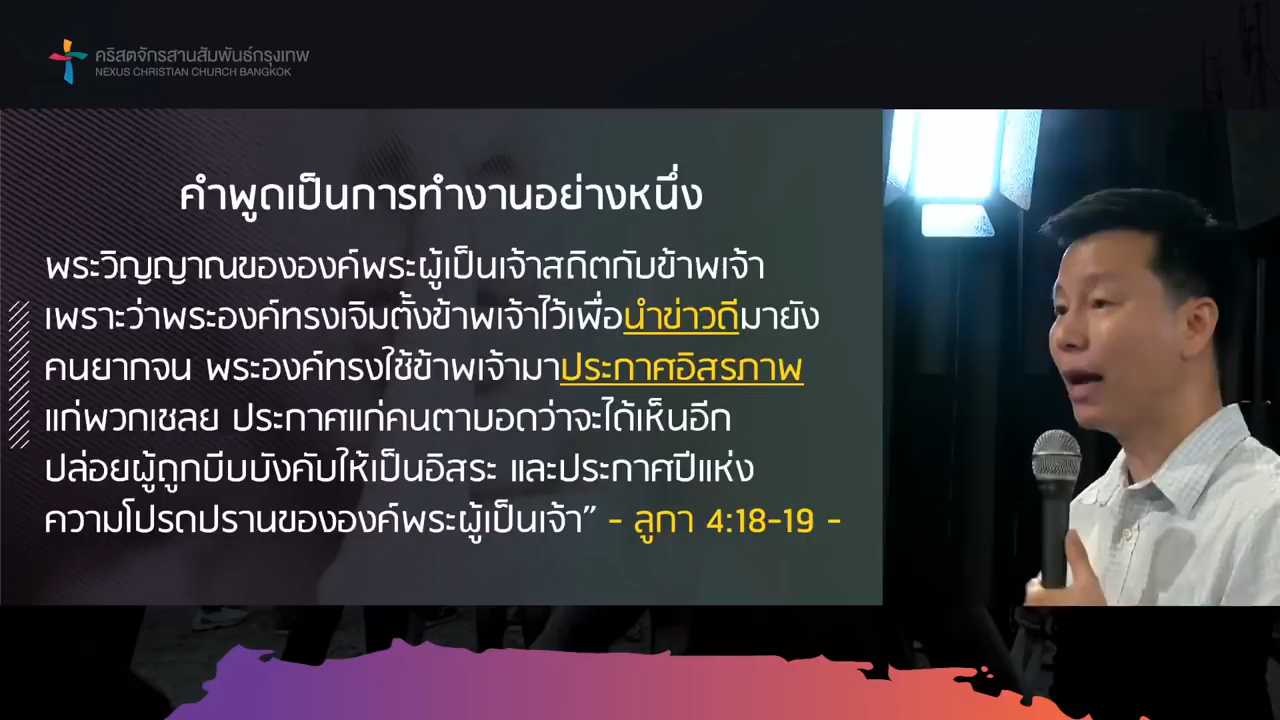 คริสตจักรสานสัมพันธ์กรุงเทพ
NEXUS CHRISTIAN CHURCH BANGKOK
คำพูดเป็นการทำงานอย่างหนึ่ง
พระวิญญาณขององค์พระผู้เป็นเจ้าสถิตกับข้าพเจ้า
เพราะว่าพระองค์ทรงเจิมตั้งข้าพเจ้าไว้เพื่อนำข่าวดีมายัง
คนยากจน พระองค์ทรงใช้ข้าพเจ้ามาประกาศอิสรภาพ
แก่พวกเชลย ประกาศแก่คนตาบอดว่าจะได้เห็นอีก
ปล่อยผู้ถูกบีบบังคับให้เป็นอิสระ และประกาศปีแห่ง
ความโปรดปรานขององค์พระผู้เป็นเจ้า” - ลูกา 4:18-19 -